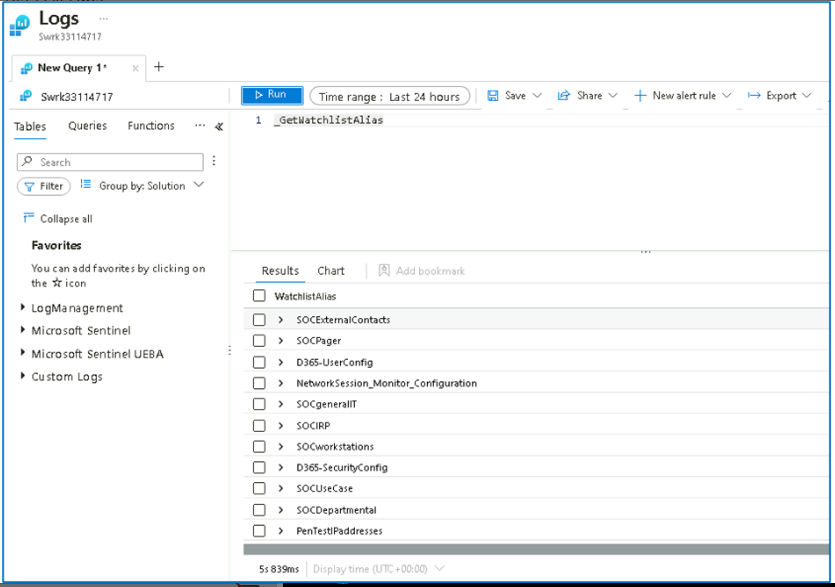 Logs ...
Swrk33114717
New Query 1* × +
Swrk33114717
Run
Time range : Last 24 hours
Save
Share
New alert rule
Export
Tables Queries Functions ...
Search
Filter
Group by: Solution
Collapse all
Favorites
You can add favorites by clicking on
the ☆ icon
LogManagement
Microsoft Sentinel
Microsoft Sentinel UEBA
Custom Logs
1 _GetWatchlistAlias
Results Chart Add bookmark
WatchlistAlias
SOCExternalContacts
SOCPager
D365-UserConfig
NetworkSession_Monitor_Configuration
SOCgeneralIT
SOCIRP
SOCworkstations
D365-SecurityConfig
SOCUseCase
SOCDepartmental
PenTestIPaddresses
5s 839ms Display time (UTC+00:00)